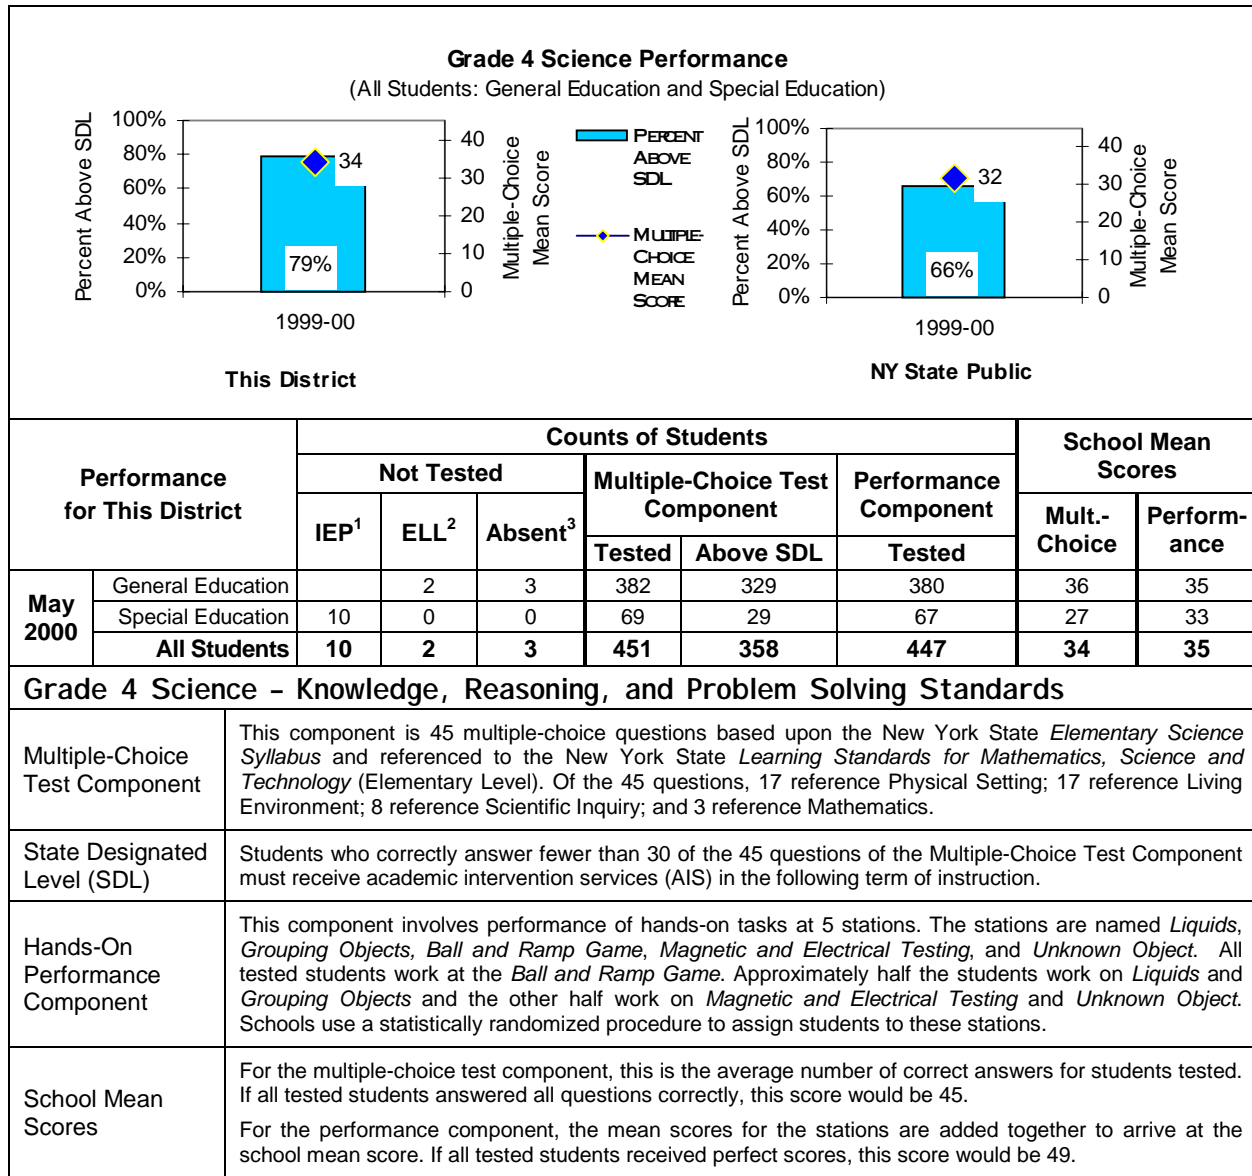 Grade 4 Science Performance
(All Students: General Education and Special Education)
Percent Above SDL
100%
80%
60%
40%
20%
0%
34
79%
1999-00
40
30
20
10
0
Multiple-Choice
Mean Score
This District
PERCENT
ABOVE
SDL
MULTIPLE-
CHOICE
MEAN
SCORE
Percent Above SDL
100%
80%
60%
40%
20%
0%
32
66%
1999-00
40
30
20
10
0
Multiple-Choice
Mean Score
NY State Public
Performance
for This District
Counts of Students
School Mean
Scores
Not Tested
Multiple-Choice Test
Component
Performance
Component
IEP¹ ELL² Absent³
Tested Above SDL Tested
Mult.-
Choice
Perform-
ance
May
2000
General Education 2 3 382 329 380 36 35
Special Education 10 0 0 69 29 67 27 33
All Students 10 2 3 451 358 447 34 35
Grade 4 Science – Knowledge, Reasoning, and Problem Solving Standards
Multiple-Choice
Test Component
This component is 45 multiple-choice questions based upon the New York State Elementary Science
Syllabus and referenced to the New York State Learning Standards for Mathematics, Science and
Technology (Elementary Level). Of the 45 questions, 17 reference Physical Setting; 17 reference Living
Environment; 8 reference Scientific Inquiry; and 3 reference Mathematics.
State Designated
Level (SDL)
Students who correctly answer fewer than 30 of the 45 questions of the Multiple-Choice Test Component
must receive academic intervention services (AIS) in the following term of instruction.
Hands-On
Performance
Component
This component involves performance of hands-on tasks at 5 stations. The stations are named Liquids,
Grouping Objects, Ball and Ramp Game, Magnetic and Electrical Testing, and Unknown Object. All
tested students work at the Ball and Ramp Game. Approximately half the students work on Liquids and
Grouping Objects and the other half work on Magnetic and Electrical Testing and Unknown Object.
Schools use a statistically randomized procedure to assign students to these stations.
School Mean
Scores
For the multiple-choice test component, this is the average number of correct answers for students tested.
If all tested students answered all questions correctly, this score would be 45.
For the performance component, the mean scores for the stations are added together to arrive at the
school mean score. If all tested students received perfect scores, this score would be 49.